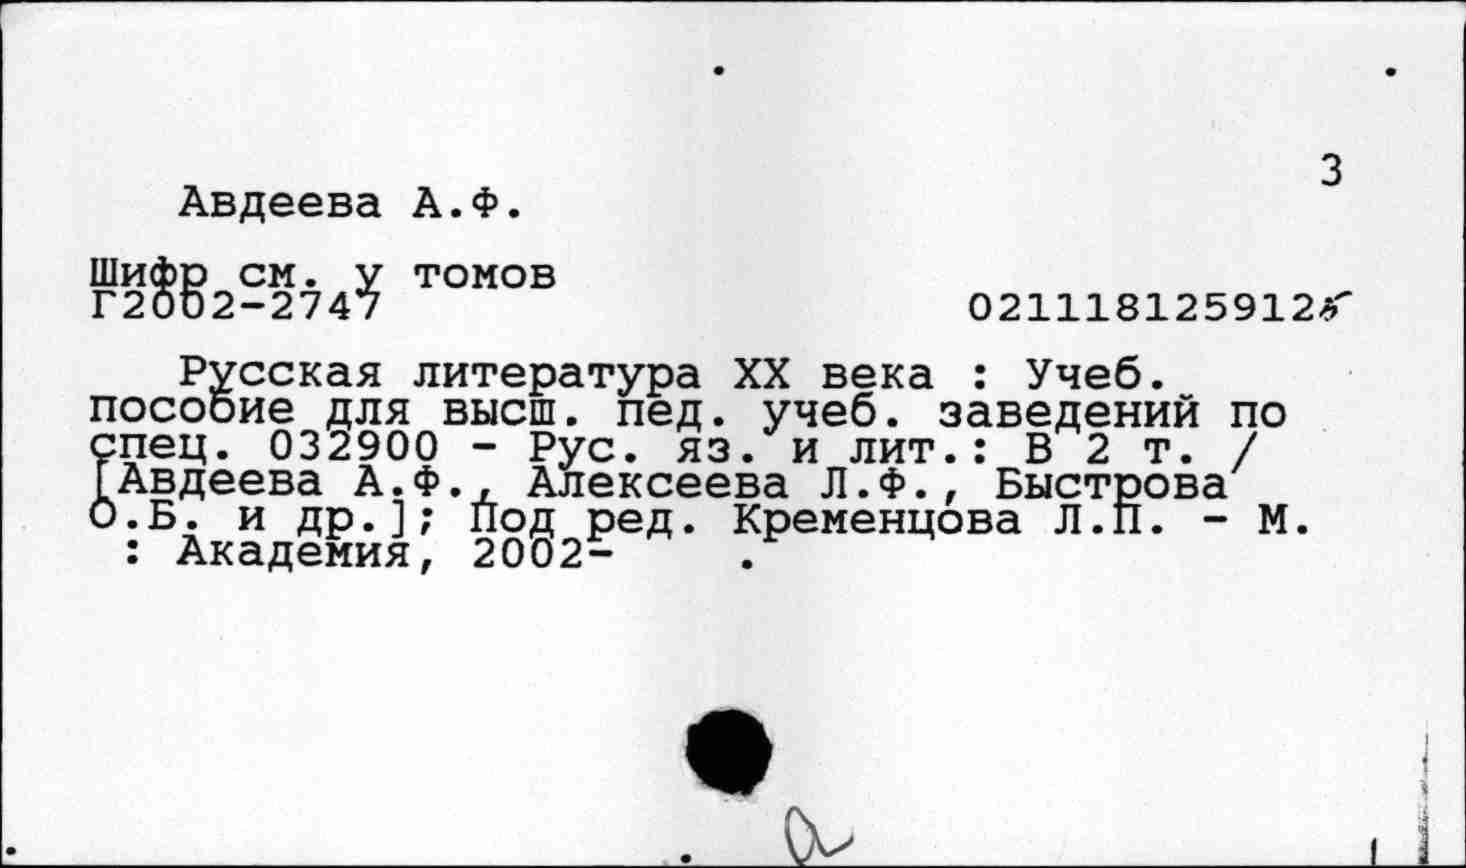 3
Авдеева А.Ф.
Шифр см. у томов
Г2002-2747
021118125912
Русская литература XX века : Учеб.
пособие для высш. пед. учеб. заведений по
спец. 032900 - Рус. яз. и лит.: В 2 т. /
[Авдеева А.Ф., Алексеева Л.Ф., Быстрова
О.Б. и др.]; Под ред. Кременцова Л.П. - М.
: Академия, 2002- .